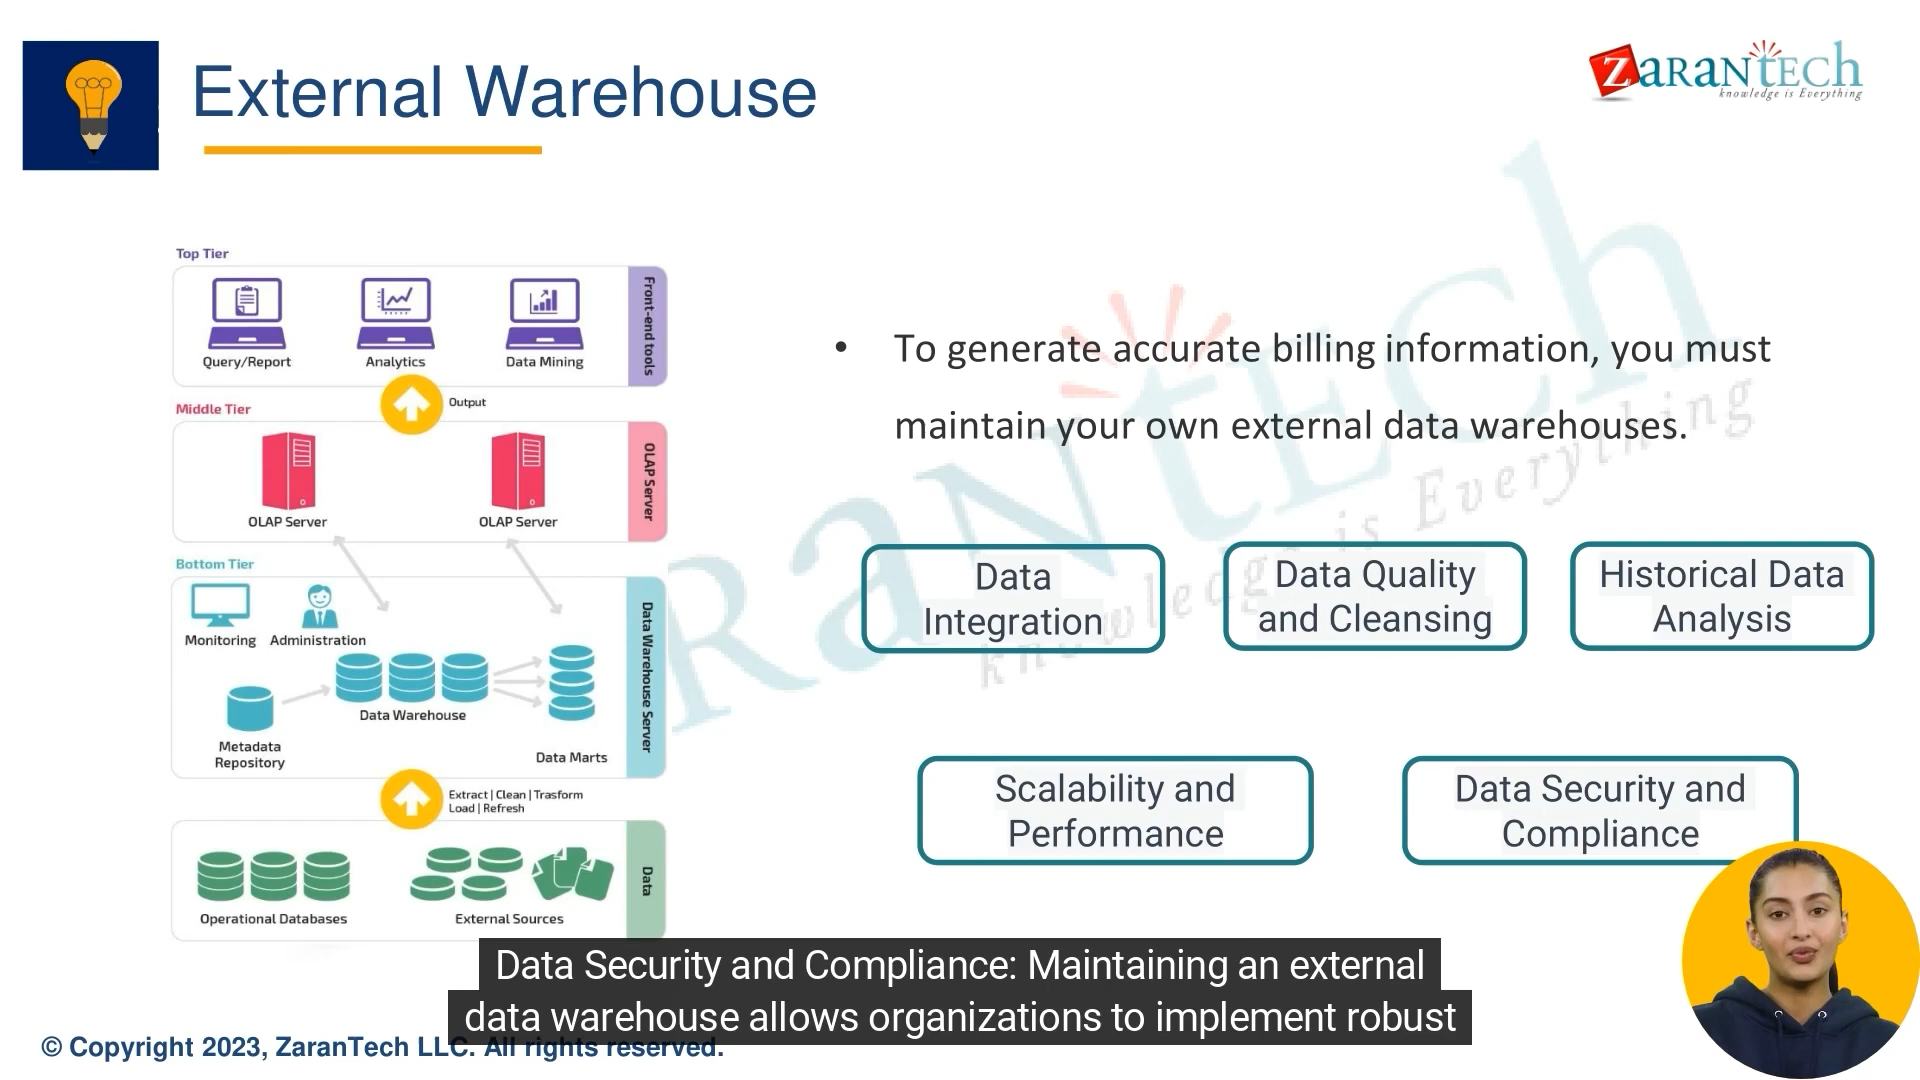 External Warehouse
ZaranTech
knowledge is Everything
Top Tier
Query/Report
Analytics
Data Mining
Front-end tools
Output
Middle Tier
OLAP Server
OLAP Server
OLAP Server
Bottom Tier
Monitoring
Administration
Data Warehouse
Metadata
Repository
Data Marts
Data Warehouse Server
Extract | Clean | Trasform
Load | Refresh
Operational Databases
External Sources
Data
• To generate accurate billing information, you must
maintain your own external data warehouses.
Data
Integration
Data Quality
and Cleansing
Historical Data
Analysis
Scalability and
Performance
Data Security and
Compliance
raNtECh
knowledge is Everything
Data Security and Compliance: Maintaining an external
data warehouse allows organizations to implement robust
© Copyright 2023, ZaranTech LLC. All rights reserved.